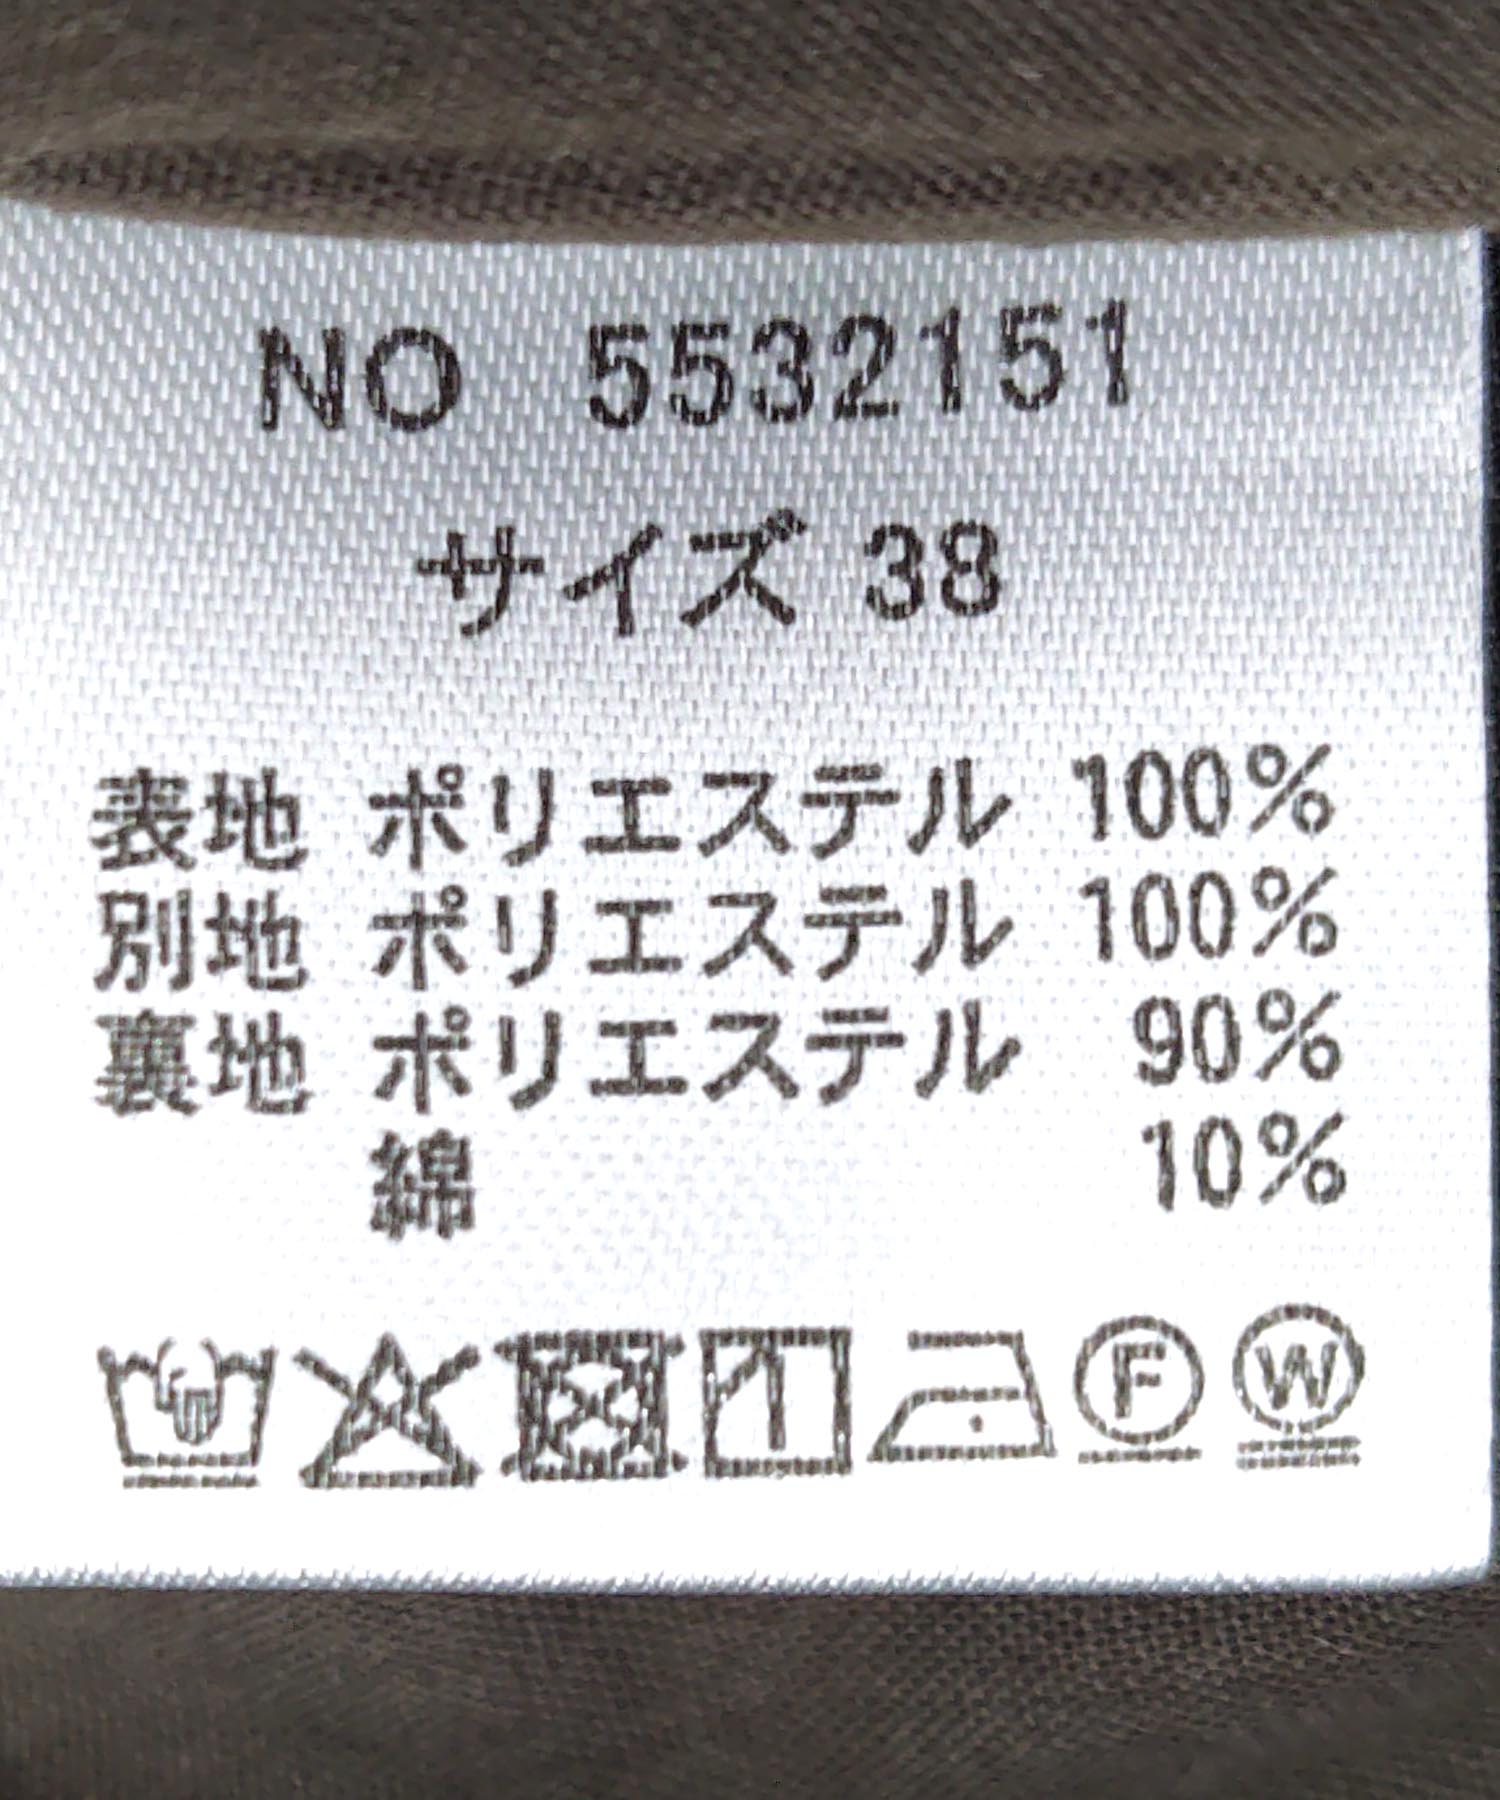 NO 5532151
サイズ 38
表地 ポリエステル 100%
別地 ポリエステル 100%
裏地 ポリエステル 90%
綿 10%
F W